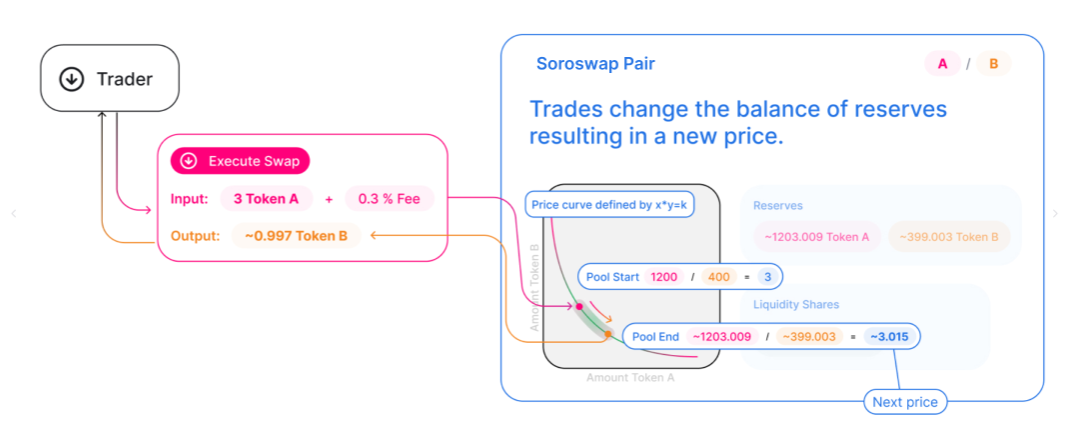 Trader
Execute Swap
Input: 3 Token A + 0.3 % Fee
Output: ~0.997 Token B
Soroswap Pair
A / B
Trades change the balance of reserves
resulting in a new price.
Price curve defined by x*y=k
Reserves
~1203.009 Token A ~399.003 Token B
Pool Start 1200 / 400 = 3
Liquidity Shares
Pool End ~1203.009 / ~399.003 = ~3.015
Amount Token B
Amount Token A
Next price